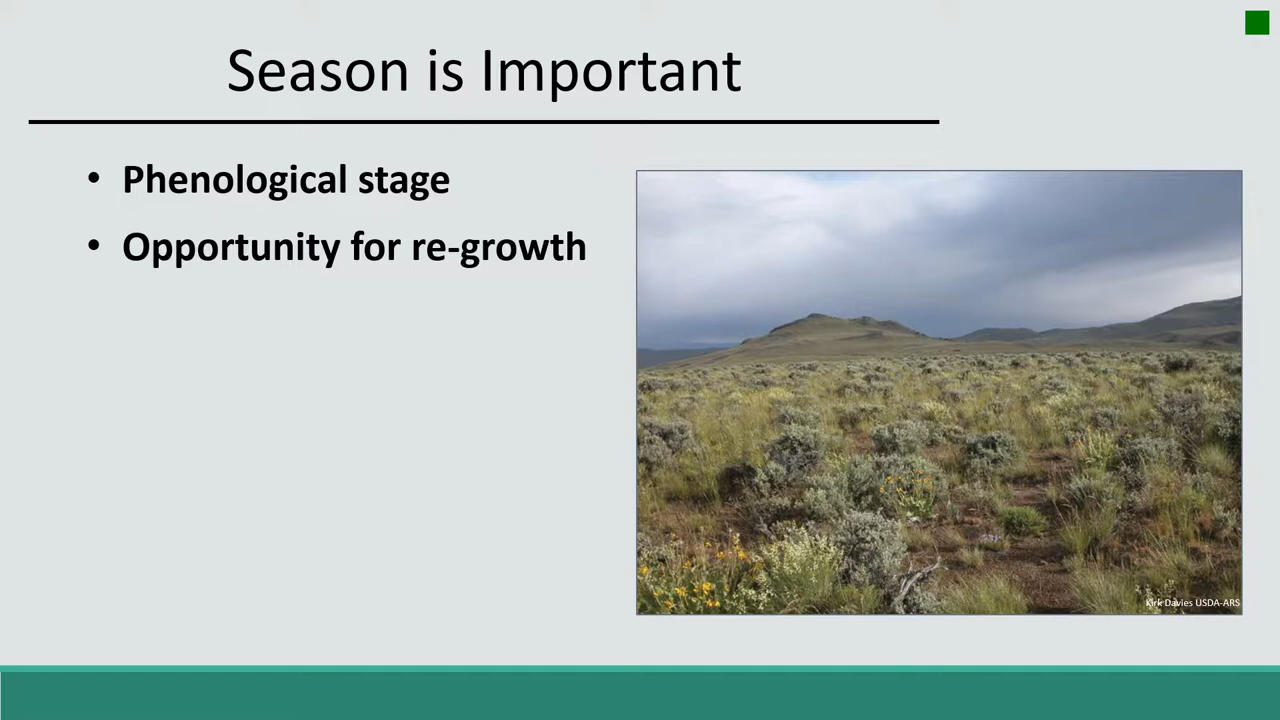 Season is Important
• Phenological stage
• Opportunity for re-growth
Kirk Davies USDA-ARS